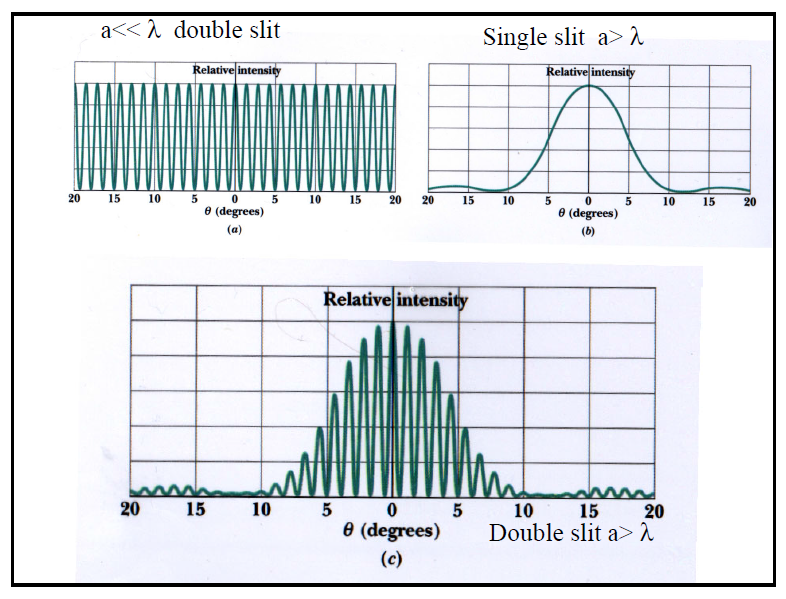 a<< λ double slit
Single slit a> λ
Relative intensity
20 15 10 5 0 5 10 15 20
θ (degrees)
(a)
Relative intensity
20 15 10 5 0 5 10 15 20
θ (degrees)
(b)
Relative intensity
20 15 10 5 0 5 10 15 20
θ (degrees)
Double slit a> λ
(c)